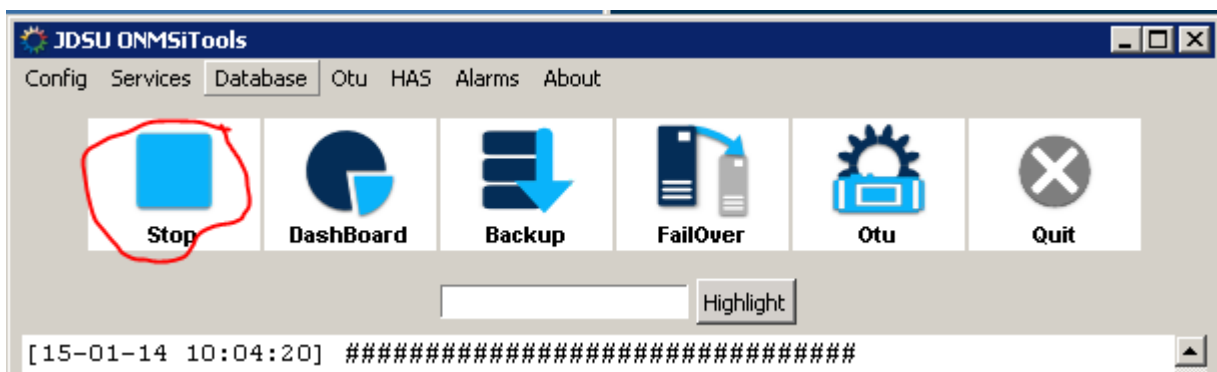 JDSU ONMSiTools
Config Services Database Otu HAS Alarms About
Stop DashBoard Backup FailOver Otu Quit
Highlight
[15-01-14 10:04:20] ################################